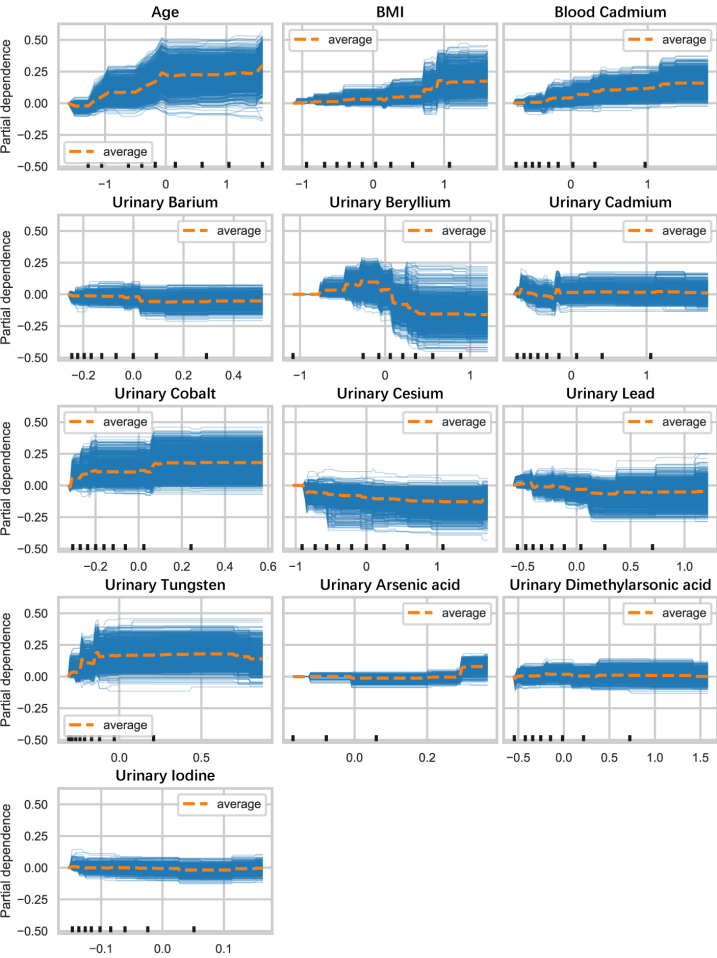 Age BMI Blood Cadmium
Partial dependence
0.50
0.25
0.00
−0.25
−0.50
average
average
average
−1 0 1 −1 0 1 0 1
Urinary Barium Urinary Beryllium Urinary Cadmium
Partial dependence
0.50
0.25
0.00
−0.25
−0.50
average
average
average
−0.2 0.0 0.2 0.4 −1 0 1 0 1
Urinary Cobalt Urinary Cesium Urinary Lead
Partial dependence
0.50
0.25
0.00
−0.25
−0.50
average
average
average
−0.2 0.0 0.2 0.4 0.6 −1 0 1 −0.5 0.0 0.5 1.0
Urinary Tungsten Urinary Arsenic acid Urinary Dimethylarsonic acid
Partial dependence
0.50
0.25
0.00
−0.25
−0.50
average
average
average
0.0 0.5 0.0 0.2 −0.5 0.0 0.5 1.0 1.5
Urinary Iodine
Partial dependence
0.50
0.25
0.00
−0.25
−0.50
average
−0.1 0.0 0.1